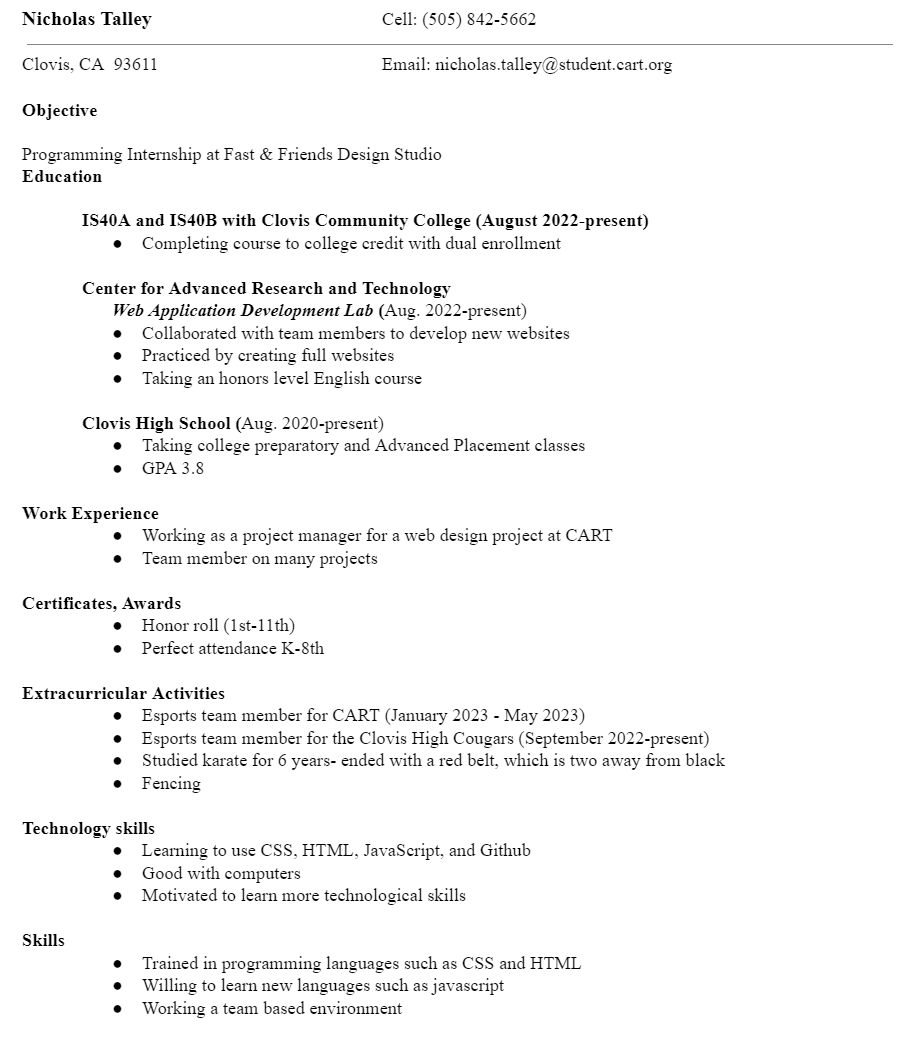 Nicholas Talley Cell: (505) 842-5662
Clovis, CA 93611 Email: nicholas.talley@student.cart.org
Objective
Programming Internship at Fast & Friends Design Studio
Education
IS40A and IS40B with Clovis Community College (August 2022-present)
● Completing course to college credit with dual enrollment
Center for Advanced Research and Technology
Web Application Development Lab (Aug. 2022-present)
● Collaborated with team members to develop new websites
● Practiced by creating full websites
● Taking an honors level English course
Clovis High School (Aug. 2020-present)
● Taking college preparatory and Advanced Placement classes
● GPA 3.8
Work Experience
● Working as a project manager for a web design project at CART
● Team member on many projects
Certificates, Awards
● Honor roll (1st-11th)
● Perfect attendance K-8th
Extracurricular Activities
● Esports team member for CART (January 2023 - May 2023)
● Esports team member for the Clovis High Cougars (September 2022-present)
● Studied karate for 6 years- ended with a red belt, which is two away from black
● Fencing
Technology skills
● Learning to use CSS, HTML, JavaScript, and Github
● Good with computers
● Motivated to learn more technological skills
Skills
● Trained in programming languages such as CSS and HTML
● Willing to learn new languages such as javascript
● Working a team based environment